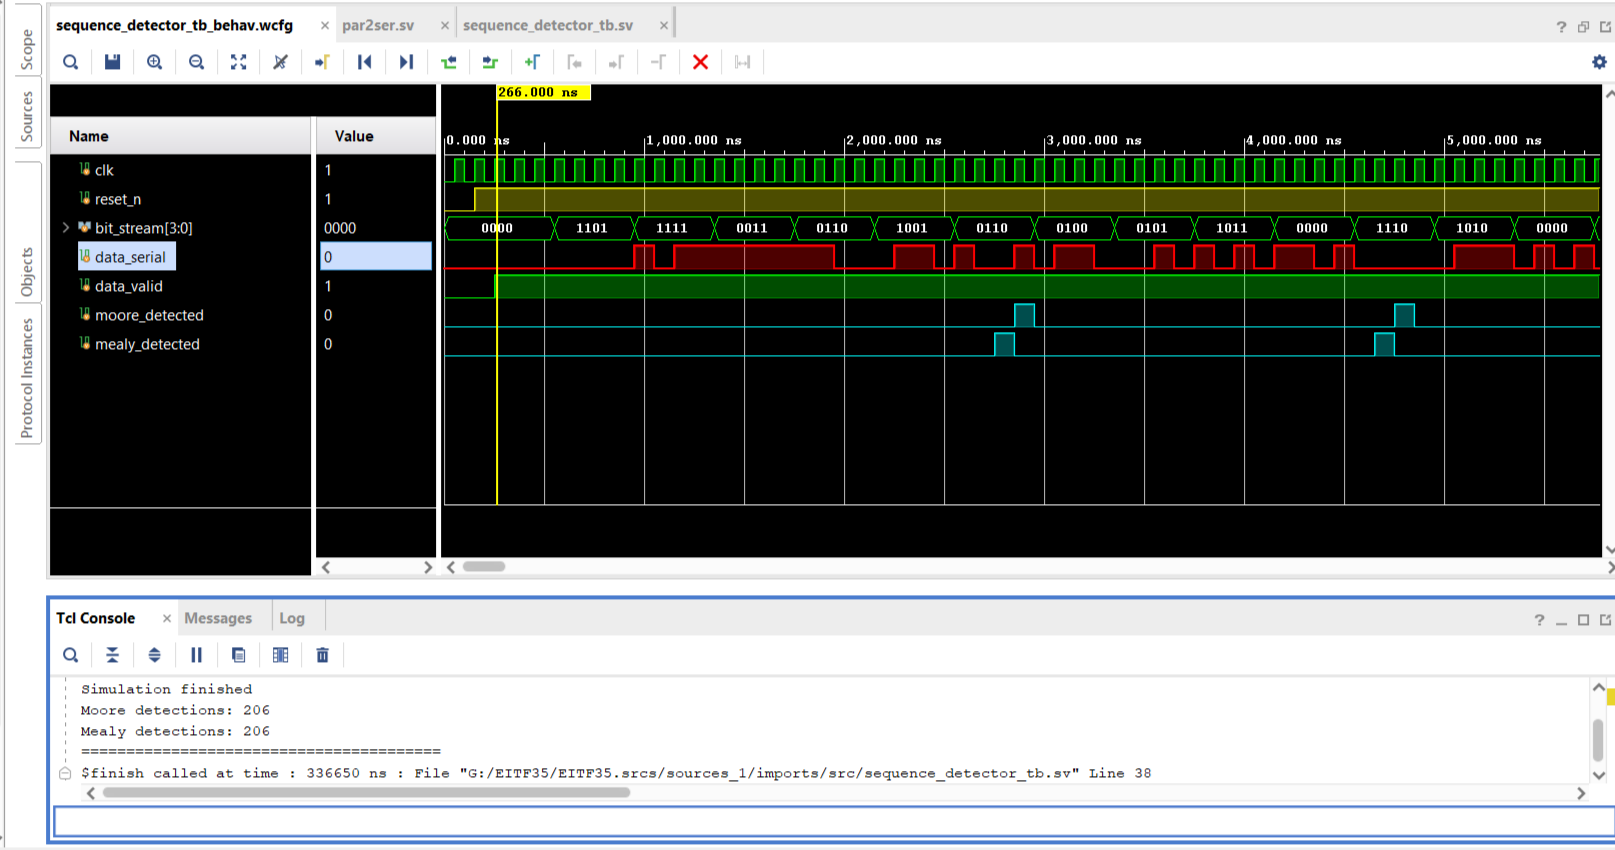 sequence_detector_tb_behav.wcfg × par2ser.sv × sequence_detector_tb.sv ×
Scope
Sources
Objects
Protocol Instances
266.000 ns
Name Value
0.000 ns 1,000.000 ns 2,000.000 ns 3,000.000 ns 4,000.000 ns 5,000.000 ns
clk 1
reset_n 1
bit_stream[3:0] 0000 0000 1101 1111 0011 0110 1001 0110 0100 0101 1011 0000 1110 1010 0000
data_serial 0
data_valid 1
moore_detected 0
mealy_detected 0
Tcl Console × Messages Log
Simulation finished
Moore detections: 206
Mealy detections: 206
========================================
$finish called at time : 336650 ns : File "G:/EITF35/EITF35.srcs/sources_1/imports/src/sequence_detector_tb.sv" Line 38